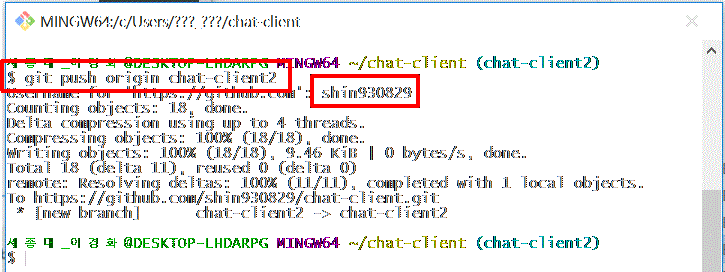 MINGW64:/c/Users/???_???/chat-client
세 종 대 _이 경 화 @DESKTOP-LHDARPG MINGW64 ~/chat-client (chat-client2)
$ git push origin chat-client2
Username for 'https://github.com': shin930829
Counting objects: 18, done.
Delta compression using up to 4 threads.
Compressing objects: 100% (18/18), done.
Writing objects: 100% (18/18), 9.46 KiB | 0 bytes/s, done.
Total 18 (delta 11), reused 0 (delta 0)
remote: Resolving deltas: 100% (11/11), completed with 1 local objects.
To https://github.com/shin930829/chat-client.git
* [new branch] chat-client2 -> chat-client2
세 종 대 _이 경 화 @DESKTOP-LHDARPG MINGW64 ~/chat-client (chat-client2)
$